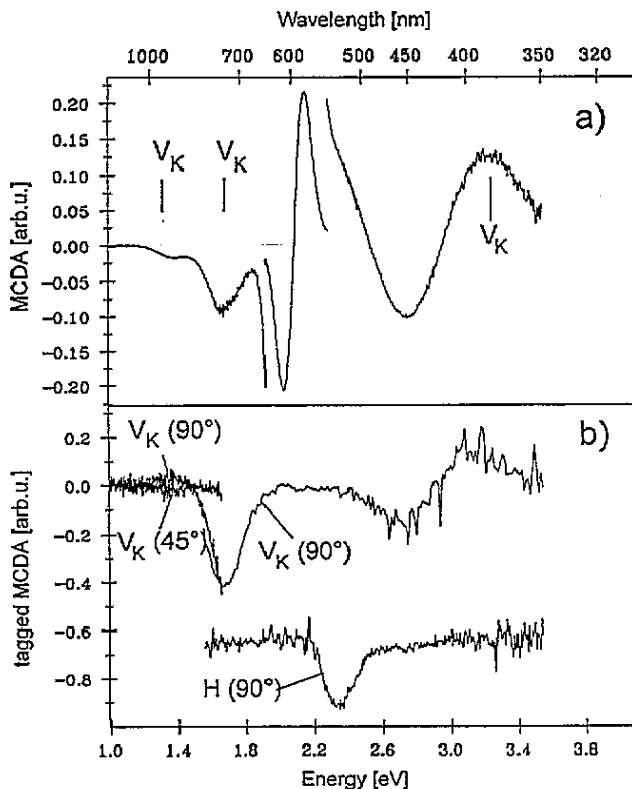 Wavelength [nm]
1000 700 600 500 450 380 350 320
a)
V_K V_K
V_K
MCDA [arb.u.]
0.20
0.15
0.10
0.05
0.00
−0.05
−0.10
−0.15
−0.20
b)
tagged MCDA [arb.u.]
0.2
0.0
−0.2
−0.4
−0.6
−0.8
V_K (90°)
V_K (45°)
V_K (90°)
H (90°)
1.0 1.4 1.8 2.2 2.6 3.0 3.4 3.8
Energy [eV]